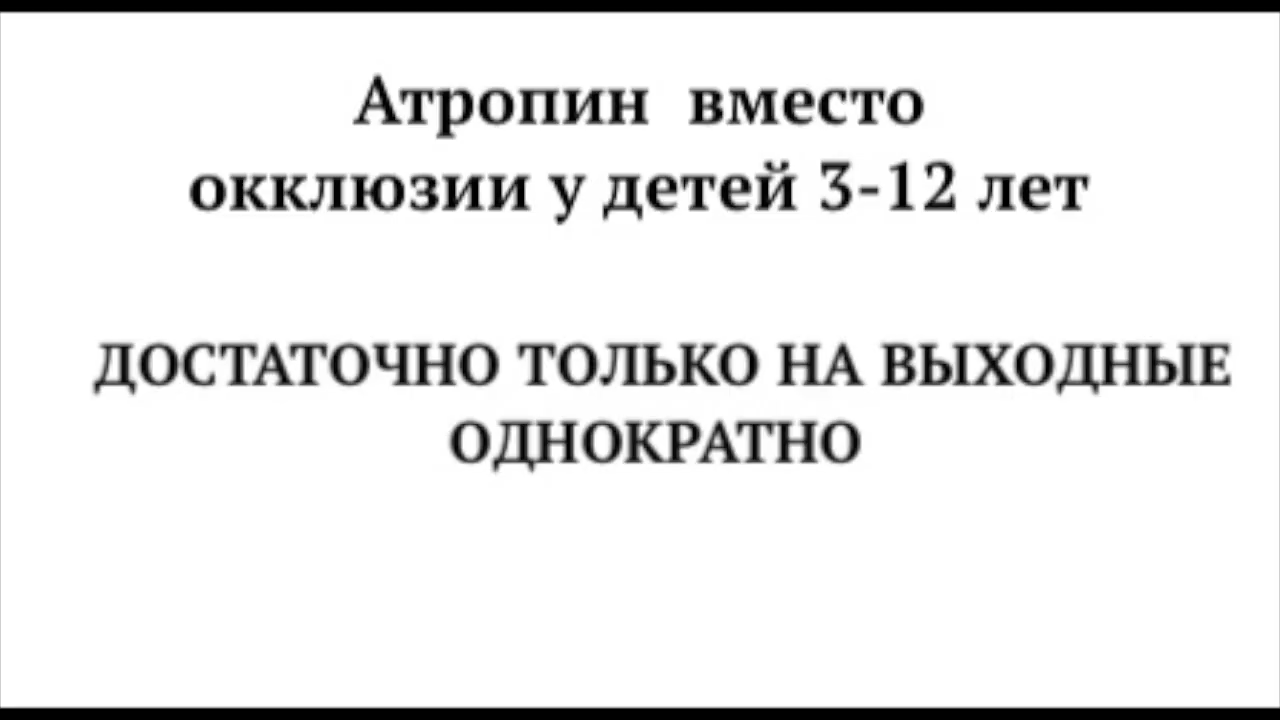 Атропин вместо
окклюзии у детей 3-12 лет
ДОСТАТОЧНО ТОЛЬКО НА ВЫХОДНЫЕ
ОДНОКРАТНО